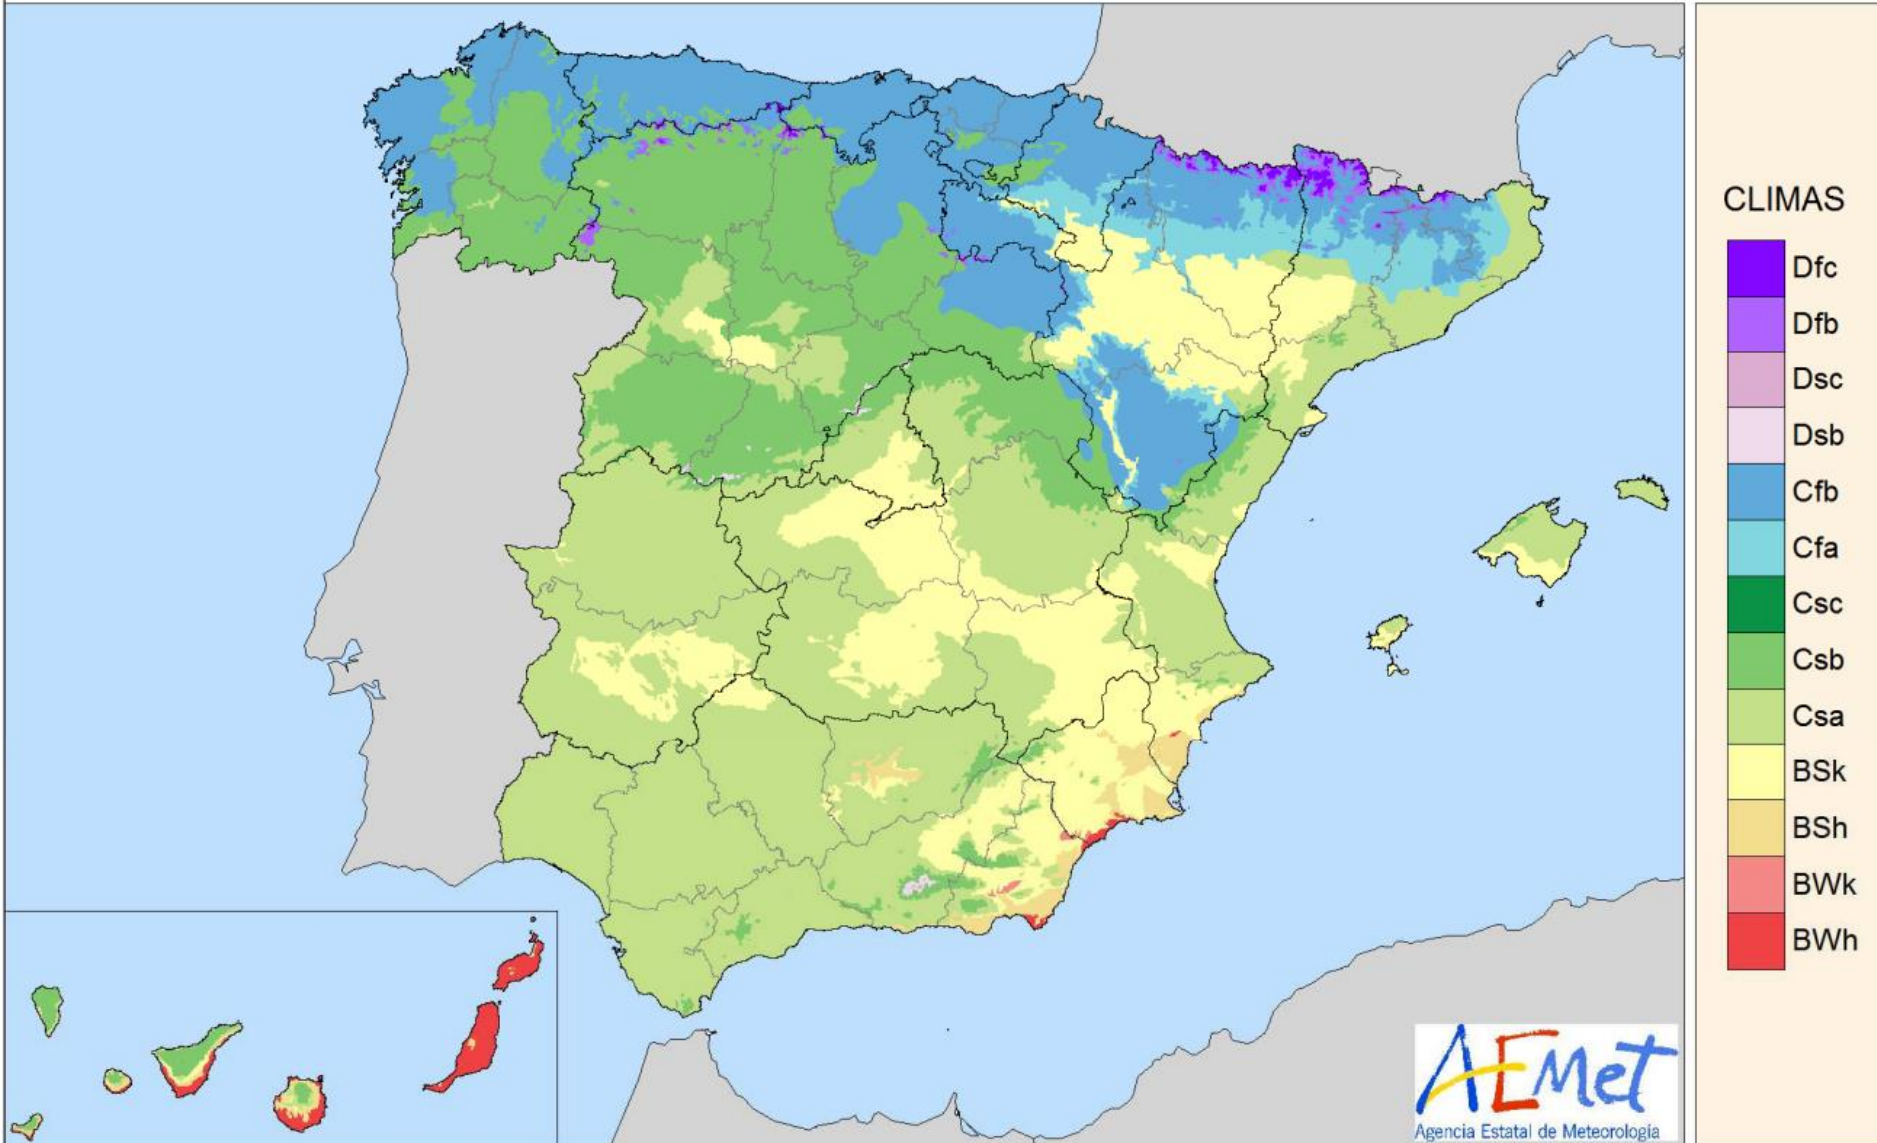 CLIMAS
Dfc
Dfb
Dsc
Dsb
Cfb
Cfa
Csc
Csb
Csa
BSk
BSh
BWk
BWh
AEMet
Agencia Estatal de Meteorología